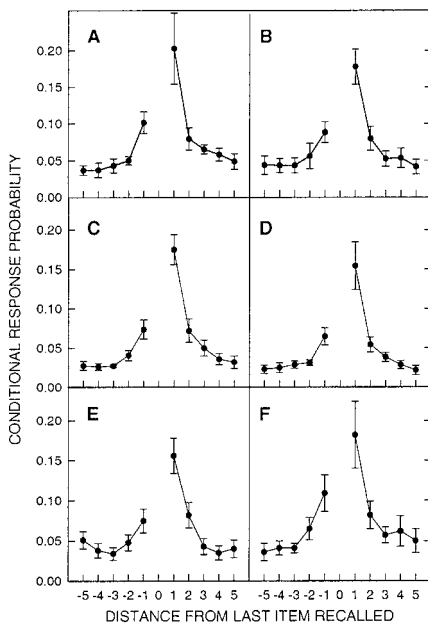 A
B
0.20
0.15
0.10
0.05
0.00
C
D
0.20
0.15
0.10
0.05
0.00
E
F
0.20
0.15
0.10
0.05
0.00
-5 -4 -3 -2 -1 0 1 2 3 4 5
-5 -4 -3 -2 -1 0 1 2 3 4 5
CONDITIONAL RESPONSE PROBABILITY
DISTANCE FROM LAST ITEM RECALLED